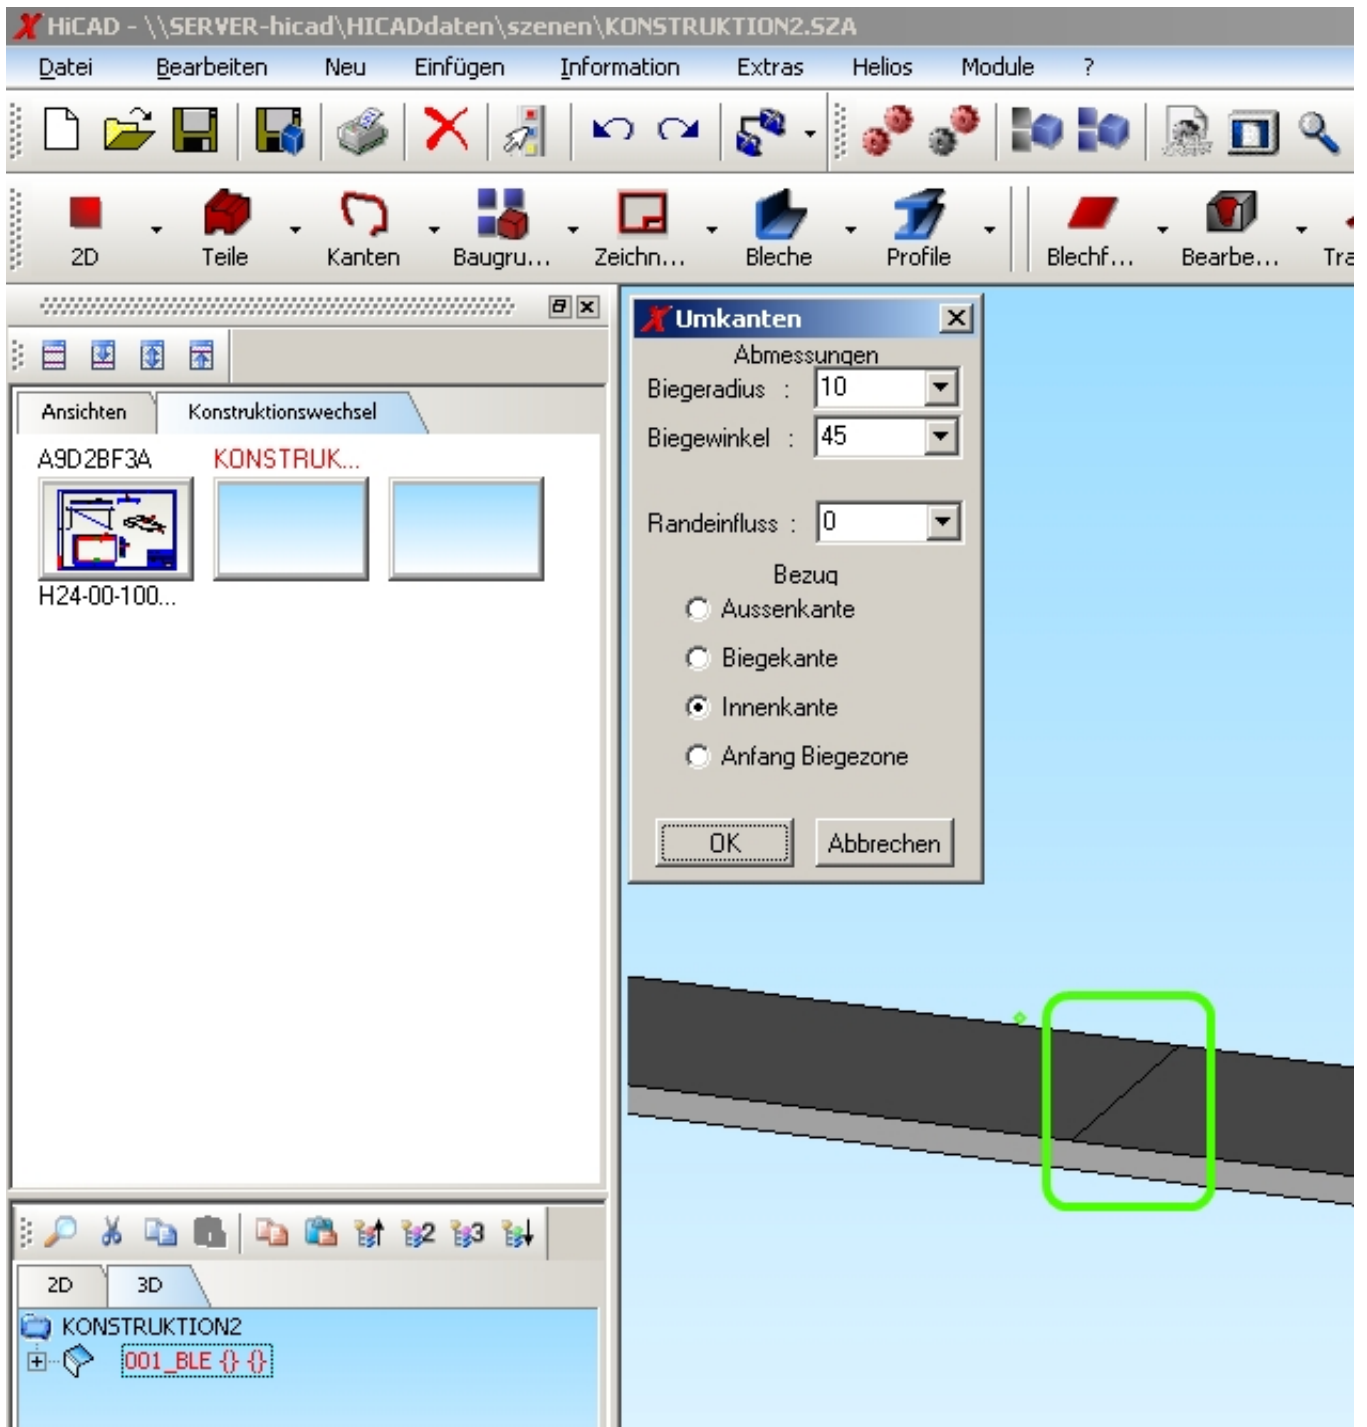 HiCAD - \\SERVER-hicad\HICADdaten\szenen\KONSTRUKTION2.SZA
Datei Bearbeiten Neu Einfügen Information Extras Helios Module ?
2D Teile Kanten Baugru... Zeichn... Bleche Profile Blechf... Bearbe... Tra
Ansichten Konstruktionswechsel
A9D2BF3A KONSTRUK...
H24-00-100...
Umkanten
Abmessungen
Biegeradius : 10
Biegewinkel : 45
Randeinfluss : 0
Bezug
Aussenkante
Biegekante
Innenkante
Anfang Biegezone
OK Abbrechen
2 3
2D 3D
KONSTRUKTION2
001_BLE {} {}